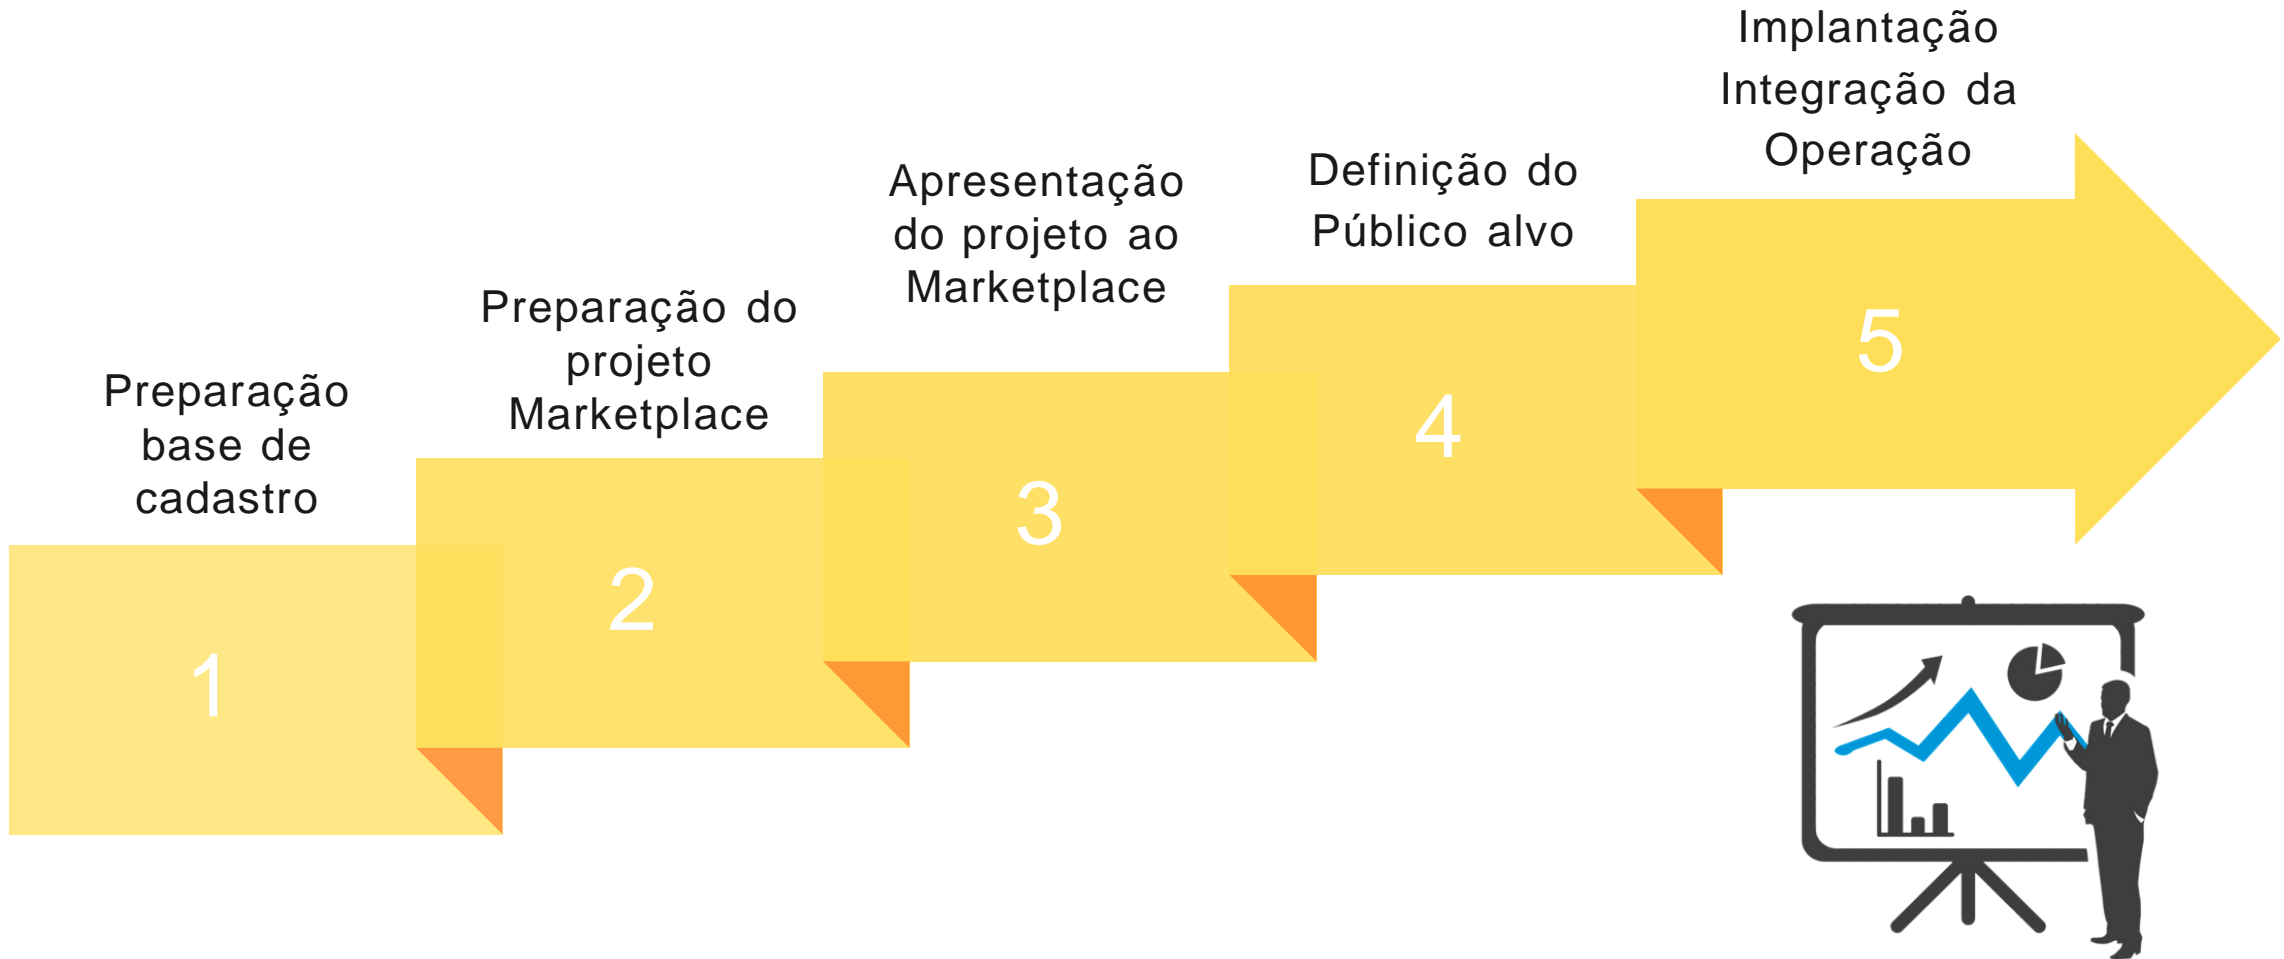 Preparação
base de
cadastro
1
Preparação do
projeto
Marketplace
2
Apresentação
do projeto ao
Marketplace
3
Definição do
Público alvo
4
Implantação
Integração da
Operação
5